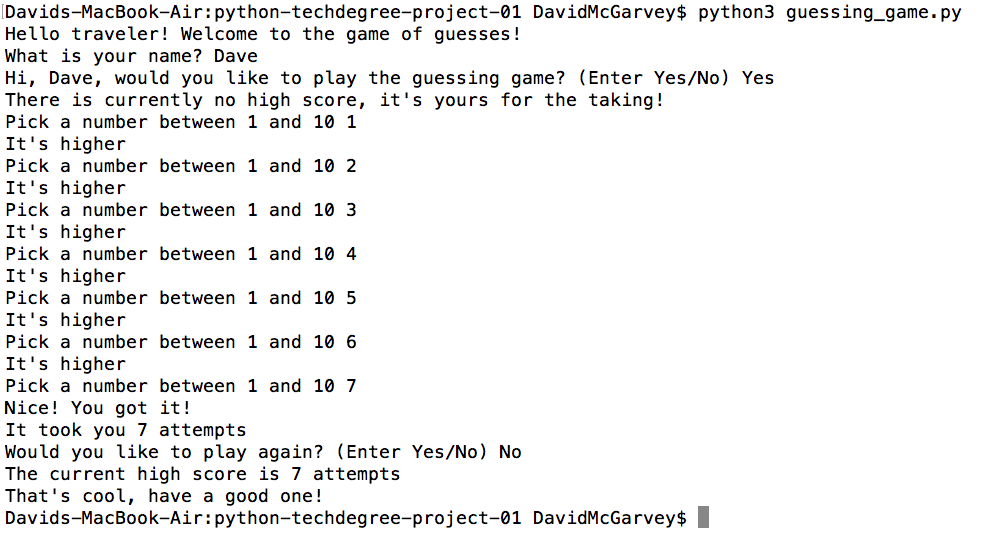 Davids-MacBook-Air:python-techdegree-project-01 DavidMcGarvey$ python3 guessing_game.py
Hello traveler! Welcome to the game of guesses!
What is your name? Dave
Hi, Dave, would you like to play the guessing game? (Enter Yes/No) Yes
There is currently no high score, it's yours for the taking!
Pick a number between 1 and 10 1
It's higher
Pick a number between 1 and 10 2
It's higher
Pick a number between 1 and 10 3
It's higher
Pick a number between 1 and 10 4
It's higher
Pick a number between 1 and 10 5
It's higher
Pick a number between 1 and 10 6
It's higher
Pick a number between 1 and 10 7
Nice! You got it!
It took you 7 attempts
Would you like to play again? (Enter Yes/No) No
The current high score is 7 attempts
That's cool, have a good one!
Davids-MacBook-Air:python-techdegree-project-01 DavidMcGarvey$